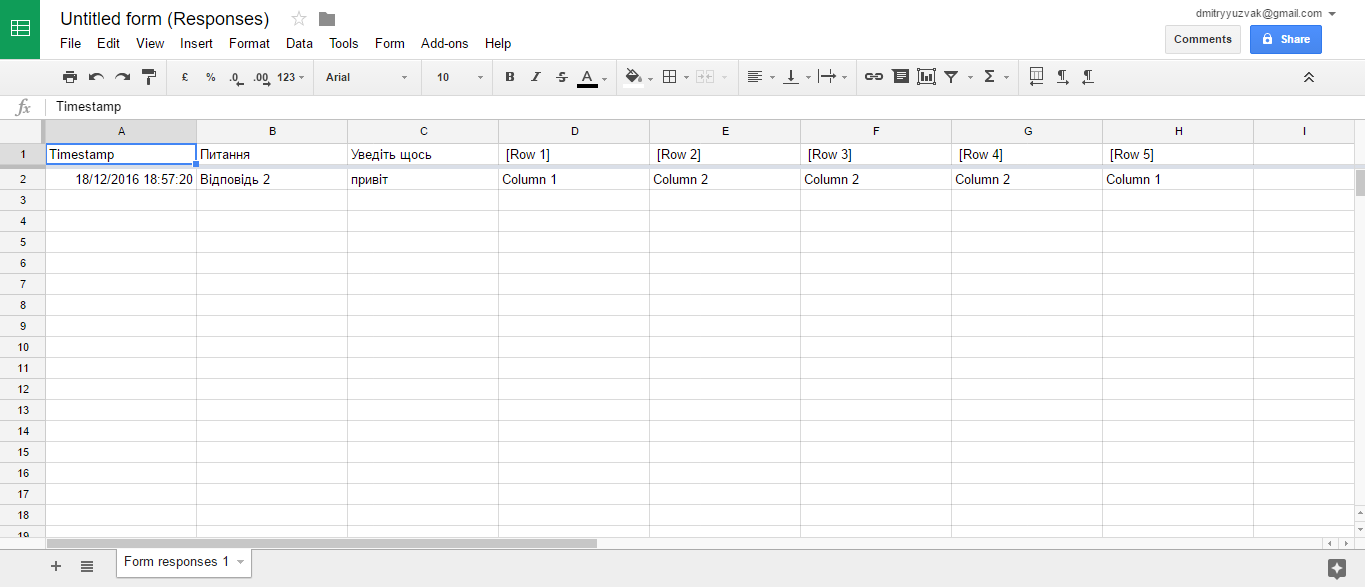 Untitled form (Responses)
dmitryyuzvak@gmail.com
File Edit View Insert Format Data Tools Form Add-ons Help
Comments Share
£ % .0 .00 123 Arial 10 B I S A Σ
fx Timestamp
A B C D E F G H I
1 Timestamp Питання Уведіть щось [Row 1] [Row 2] [Row 3] [Row 4] [Row 5]
2 18/12/2016 18:57:20 Відповідь 2 привіт Column 1 Column 2 Column 2 Column 2 Column 1
3
4
5
6
7
8
9
10
11
12
13
14
15
16
17
18
19
Form responses 1